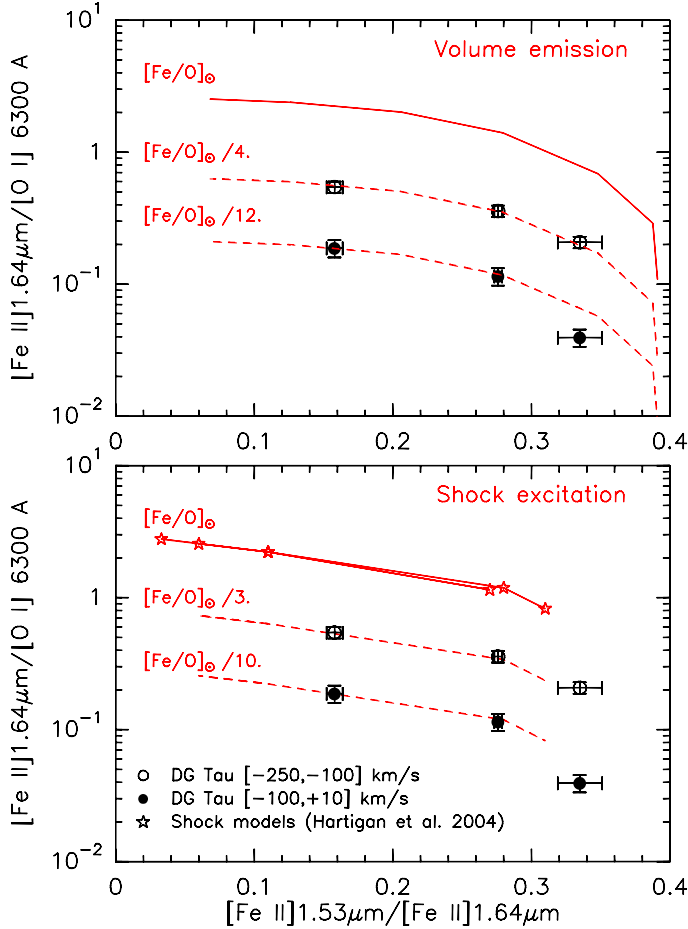 10¹
Volume emission
[Fe/O]⊙
1
[Fe/O]⊙ /4.
[Fe/O]⊙ /12.
10⁻¹
10⁻²
[Fe II]1.64μm/[O I] 6300 A
0 0.1 0.2 0.3 0.4
10¹
Shock excitation
[Fe/O]⊙
1
[Fe/O]⊙ /3.
[Fe/O]⊙ /10.
10⁻¹
DG Tau [−250,−100] km/s
DG Tau [−100,+10] km/s
Shock models (Hartigan et al. 2004)
10⁻²
[Fe II]1.64μm/[O I] 6300 A
0 0.1 0.2 0.3 0.4
[Fe II]1.53μm/[Fe II]1.64μm